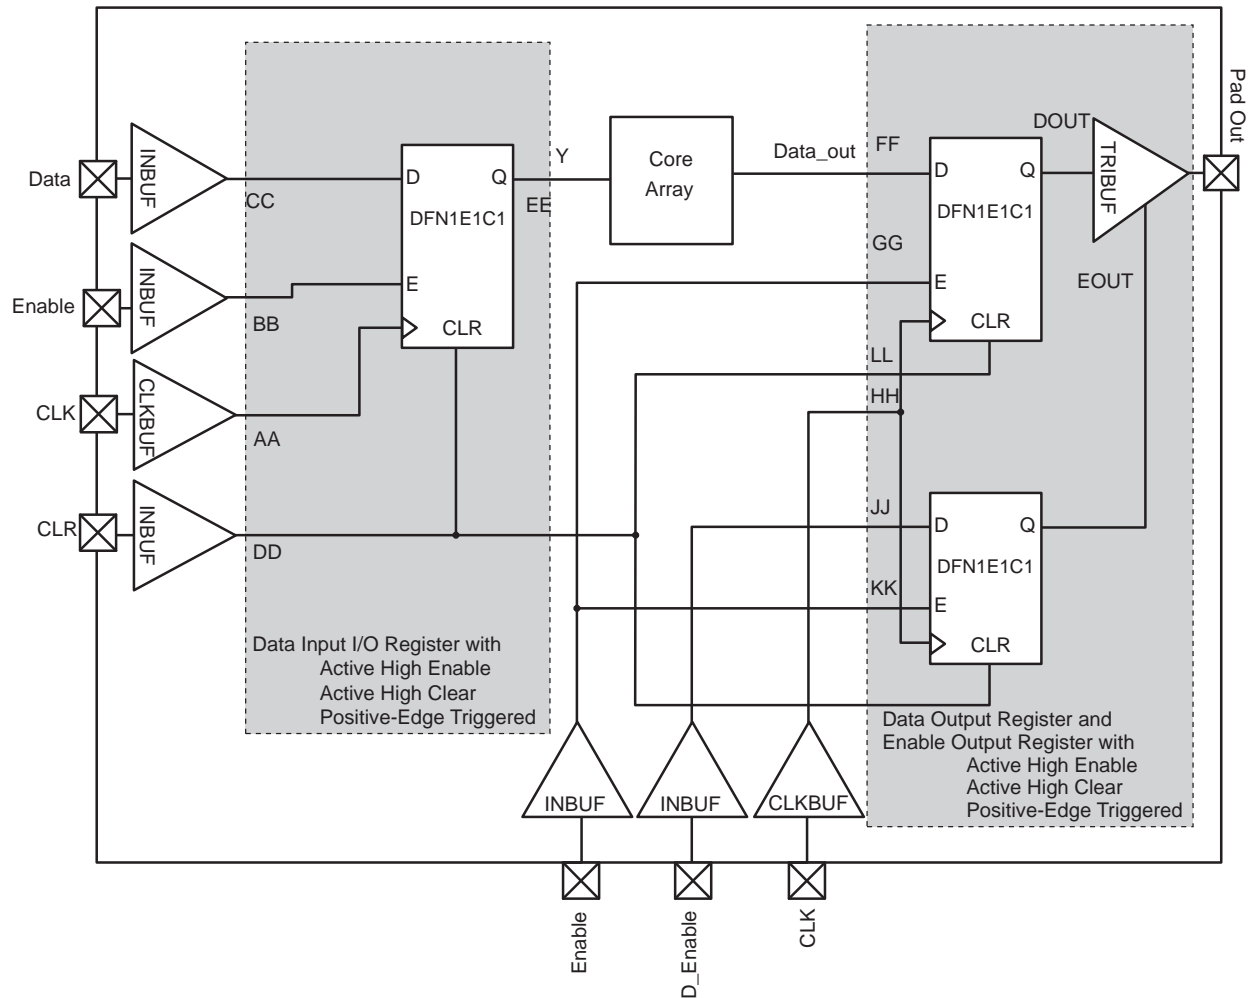 Pad Out
DOUT
FF
Data_out
Y
Core
Array
INBUF
TRIBUF
Data
D
Q
D
Q
CC
EE
DFN1E1C1
DFN1E1C1
GG
INBUF
E
E
EOUT
Enable
BB
CLR
CLR
LL
HH
CLK
CLKBUF
AA
JJ
CLR
INBUF
D
Q
DD
DFN1E1C1
KK
E
CLR
Data Input I/O Register with
Active High Enable
Active High Clear
Positive-Edge Triggered
Data Output Register and
Enable Output Register with
Active High Enable
Active High Clear
Positive-Edge Triggered
INBUF
INBUF
CLKBUF
Enable
D_Enable
CLK